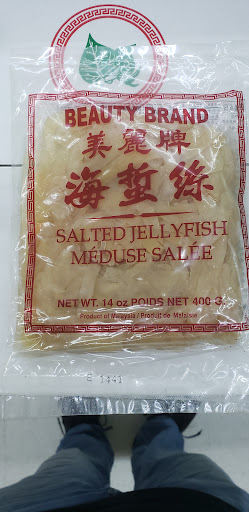 BEAUTY BRAND
美麗牌
海蜇絲
SALTED JELLYFISH
MÉDUSE SALÉE
NET WT. 14 oz POIDS NET 400 G
Product of Malaysia / Produit de Malaisie